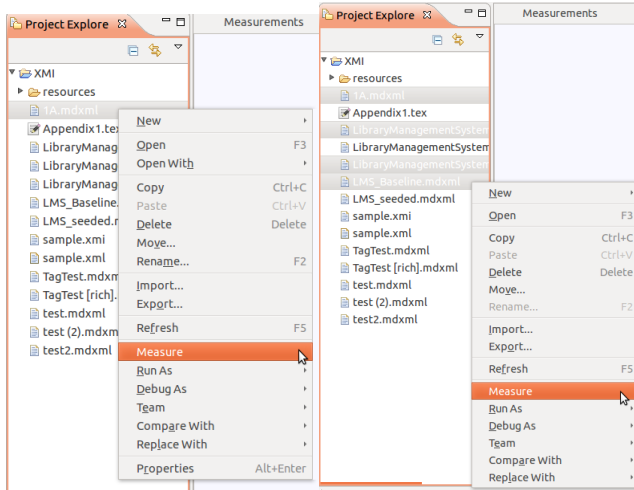 Project Explore
Measurements
XMI
resources
1A.mdxml
Appendix1.tex
LibraryManag
LibraryManag
LibraryManag
LMS_Baseline.
LMS_seeded.
sample.xmi
sample.xml
TagTest.mdxm
TagTest [rich].
test.mdxml
test (2).mdxm
test2.mdxml
New
Open F3
Open With
Copy Ctrl+C
Paste Ctrl+V
Delete Delete
Move...
Rename... F2
Import...
Export...
Refresh F5
Measure
Run As
Debug As
Team
Compare With
Replace With
Properties Alt+Enter
Project Explore
Measurements
XMI
resources
1A.mdxml
Appendix1.tex
LibraryManagementSystem
LibraryManagementSystem
LibraryManagementSystem
LMS_Baseline.mdxml
LMS_seeded.mdxml
sample.xmi
sample.xml
TagTest.mdxml
TagTest [rich].mdxml
test.mdxml
test (2).mdxml
test2.mdxml
New
Open F3
Copy Ctrl+C
Paste Ctrl+V
Delete Delete
Move...
Rename... F2
Import...
Export...
Refresh F5
Measure
Run As
Debug As
Team
Compare With
Replace With